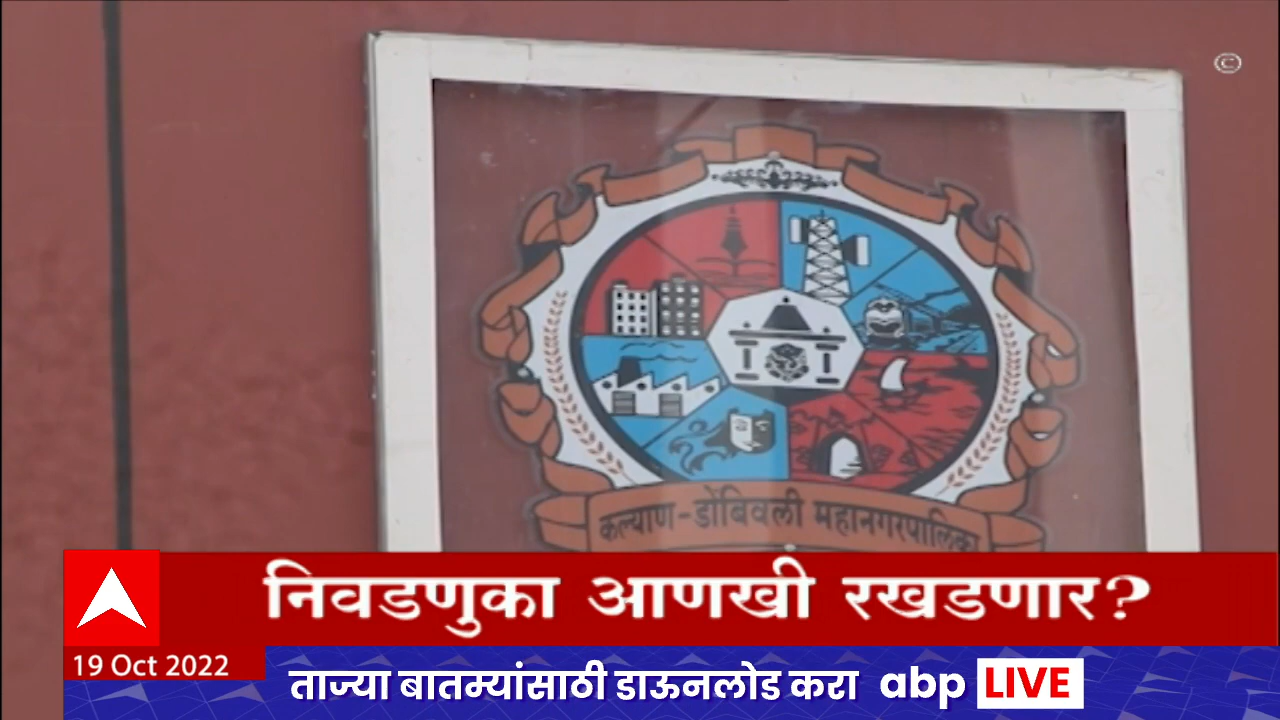 ©
कल्याण-डोंबिवली महानगरपालिका
निवडणुका आणखी रखडणार?
19 Oct 2022
ताज्या बातम्यांसाठी डाऊनलोड करा abp LIVE